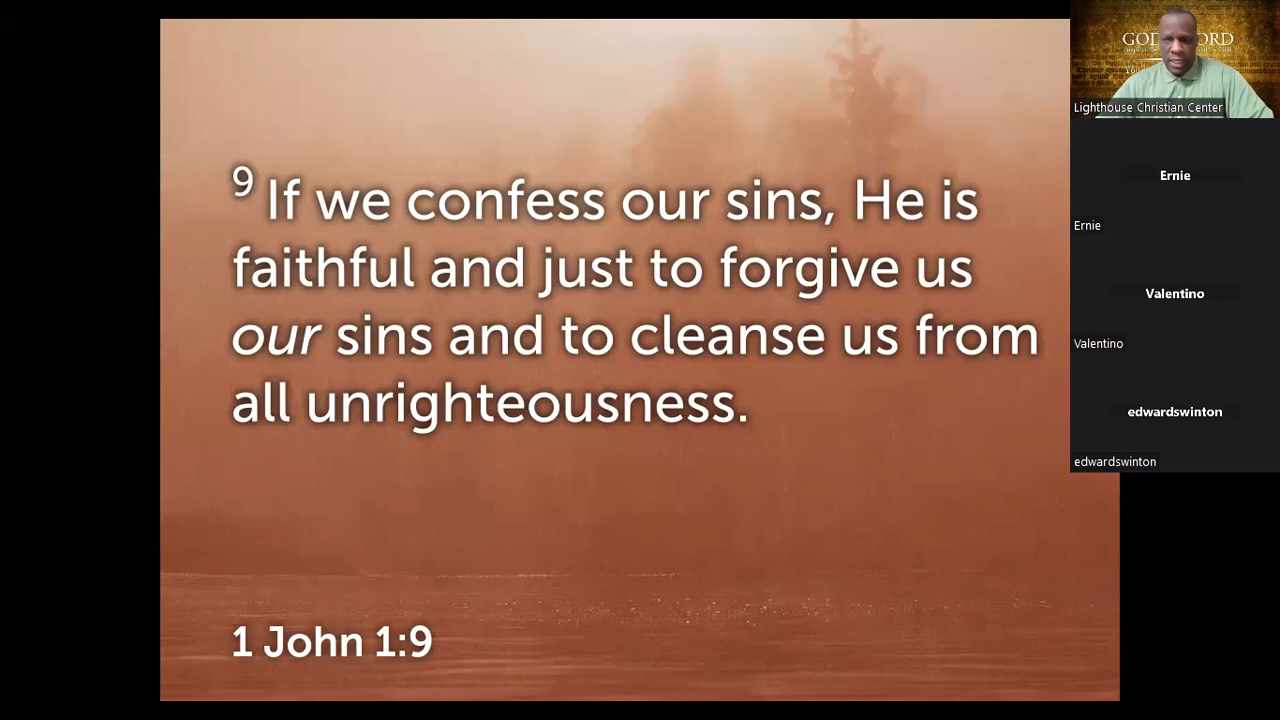 9 If we confess our sins, He is
faithful and just to forgive us
our sins and to cleanse us from
all unrighteousness.
1 John 1:9
Lighthouse Christian Center
Ernie
Ernie
Valentino
Valentino
edwardswinton
edwardswinton